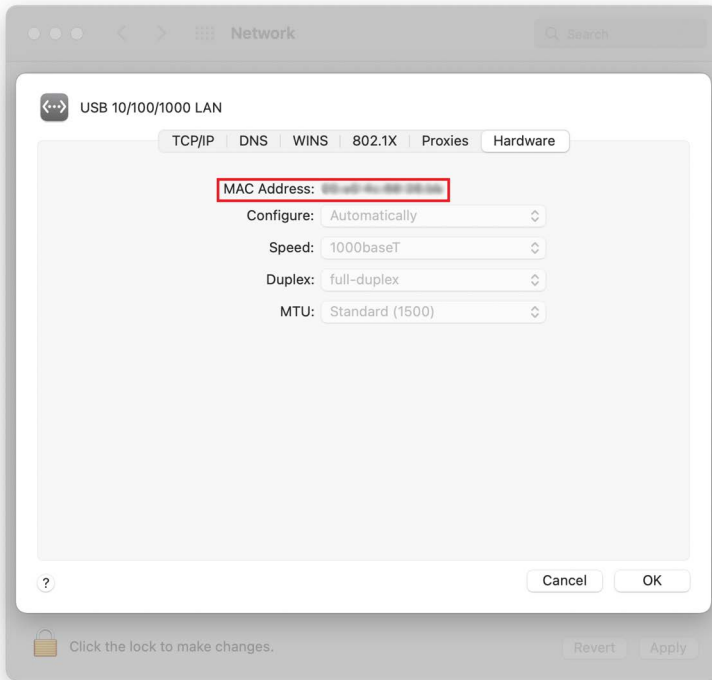 Network
Search
USB 10/100/1000 LAN
TCP/IP DNS WINS 802.1X Proxies Hardware
MAC Address:
Configure: Automatically
Speed: 1000baseT
Duplex: full-duplex
MTU: Standard (1500)
? Cancel OK
Click the lock to make changes. Revert Apply